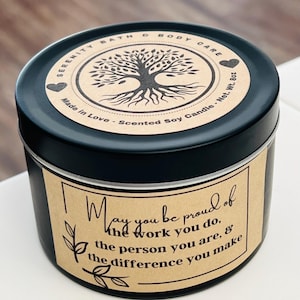 SERENITY BATH & BODY CARE
Made in Love - Scented Soy Candle - Net. Wt. 8oz
May you be proud of
the work you do,
the person you are, &
the difference you make